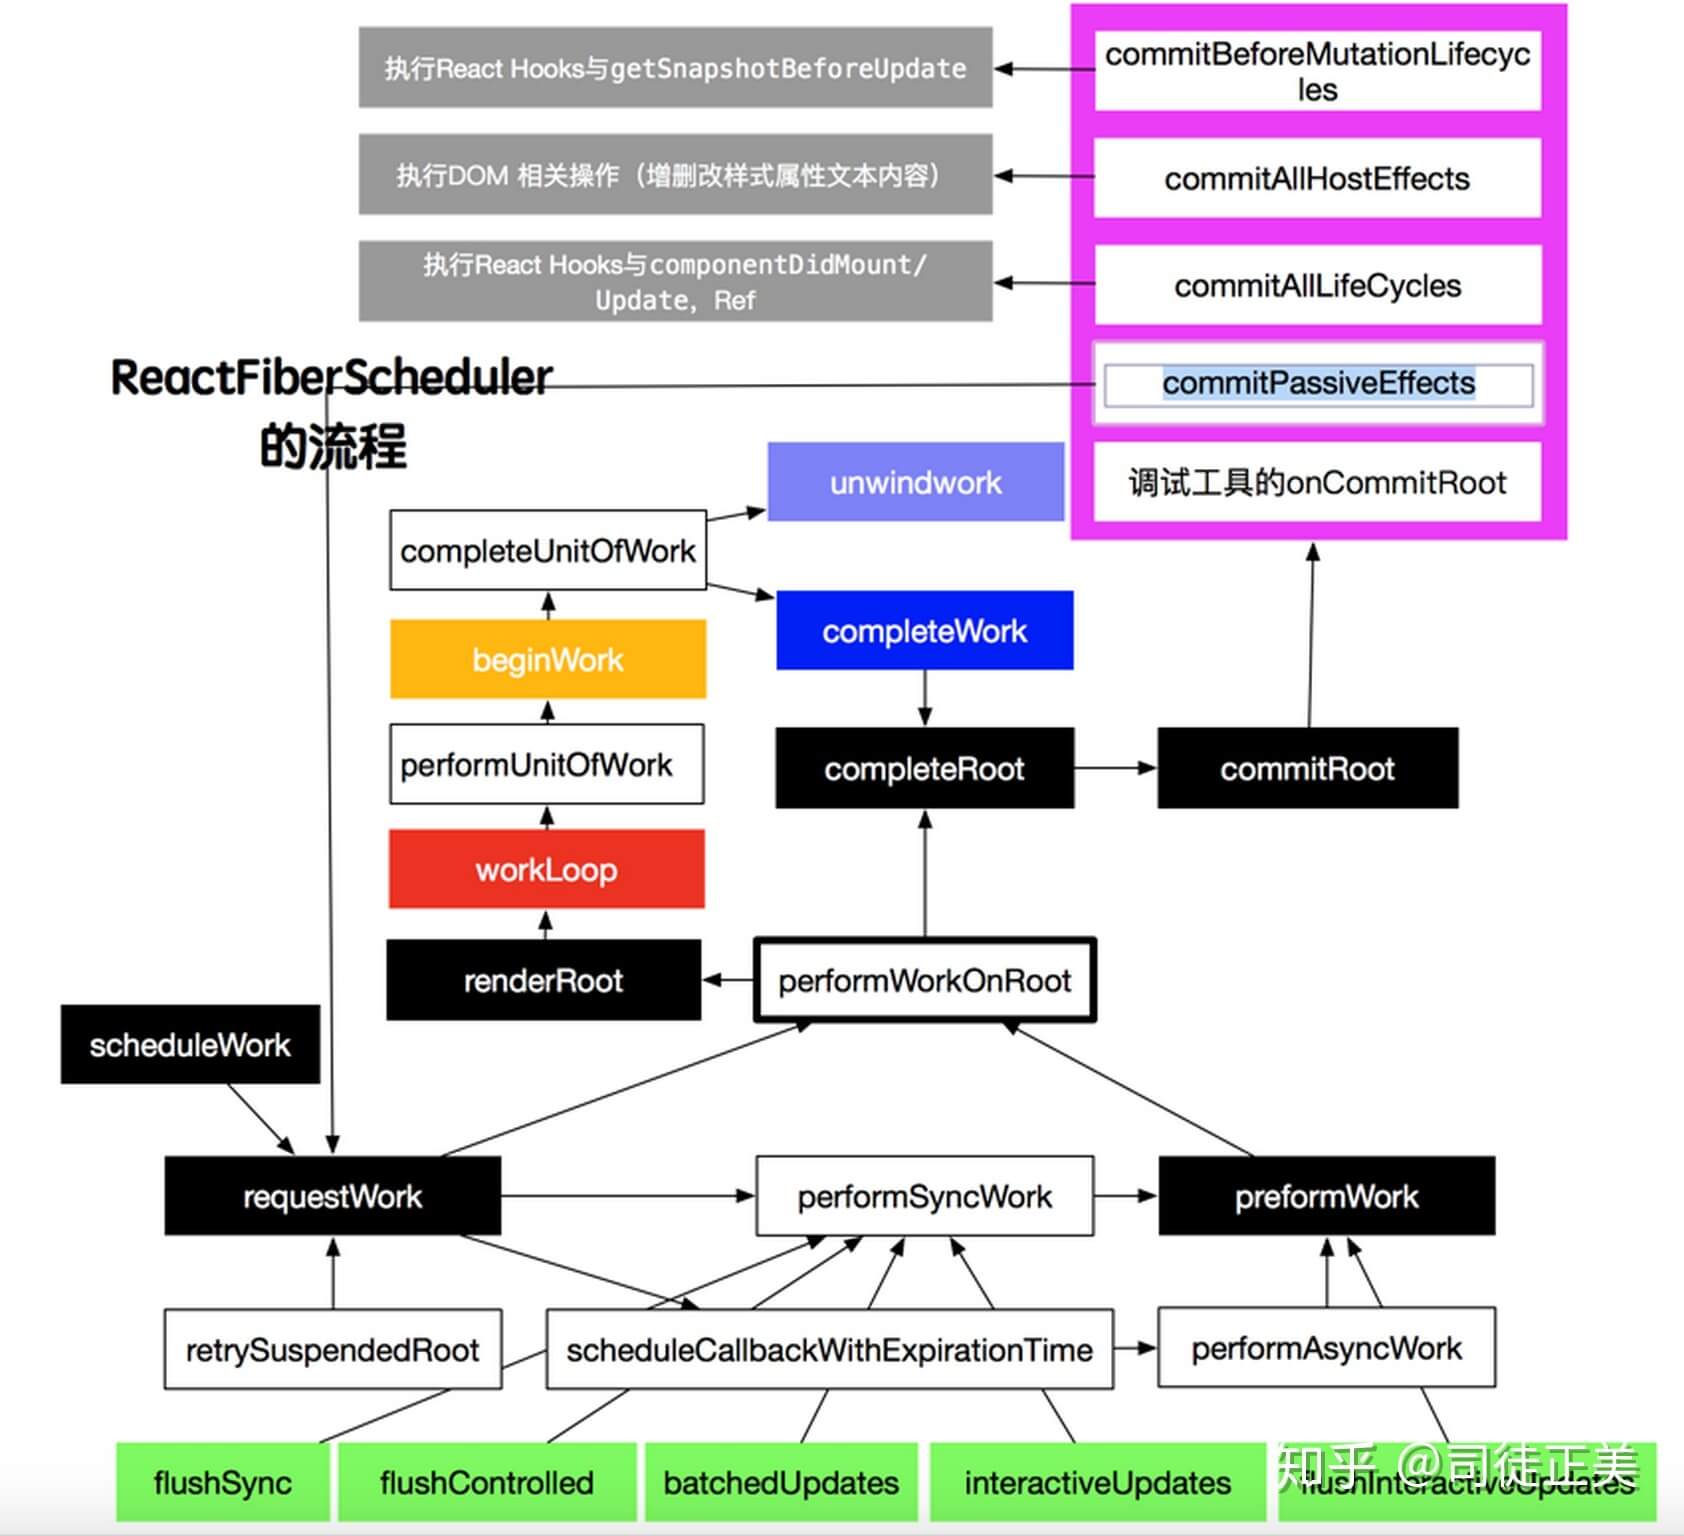 执行React Hooks与getSnapshotBeforeUpdate
commitBeforeMutationLifecyc
les
执行DOM 相关操作（增删改样式属性文本内容）
commitAllHostEffects
执行React Hooks与componentDidMount/
Update，Ref
commitAllLifeCycles
ReactFiberScheduler
的流程
commitPassiveEffects
调试工具的onCommitRoot
unwindwork
completeUnitOfWork
completeWork
beginWork
performUnitOfWork
completeRoot
commitRoot
workLoop
renderRoot
performWorkOnRoot
scheduleWork
requestWork
performSyncWork
preformWork
retrySuspendedRoot
scheduleCallbackWithExpirationTime
performAsyncWork
flushSync
flushControlled
batchedUpdates
interactiveUpdates
flushInteractiveUpdates
知乎 @司徒正美